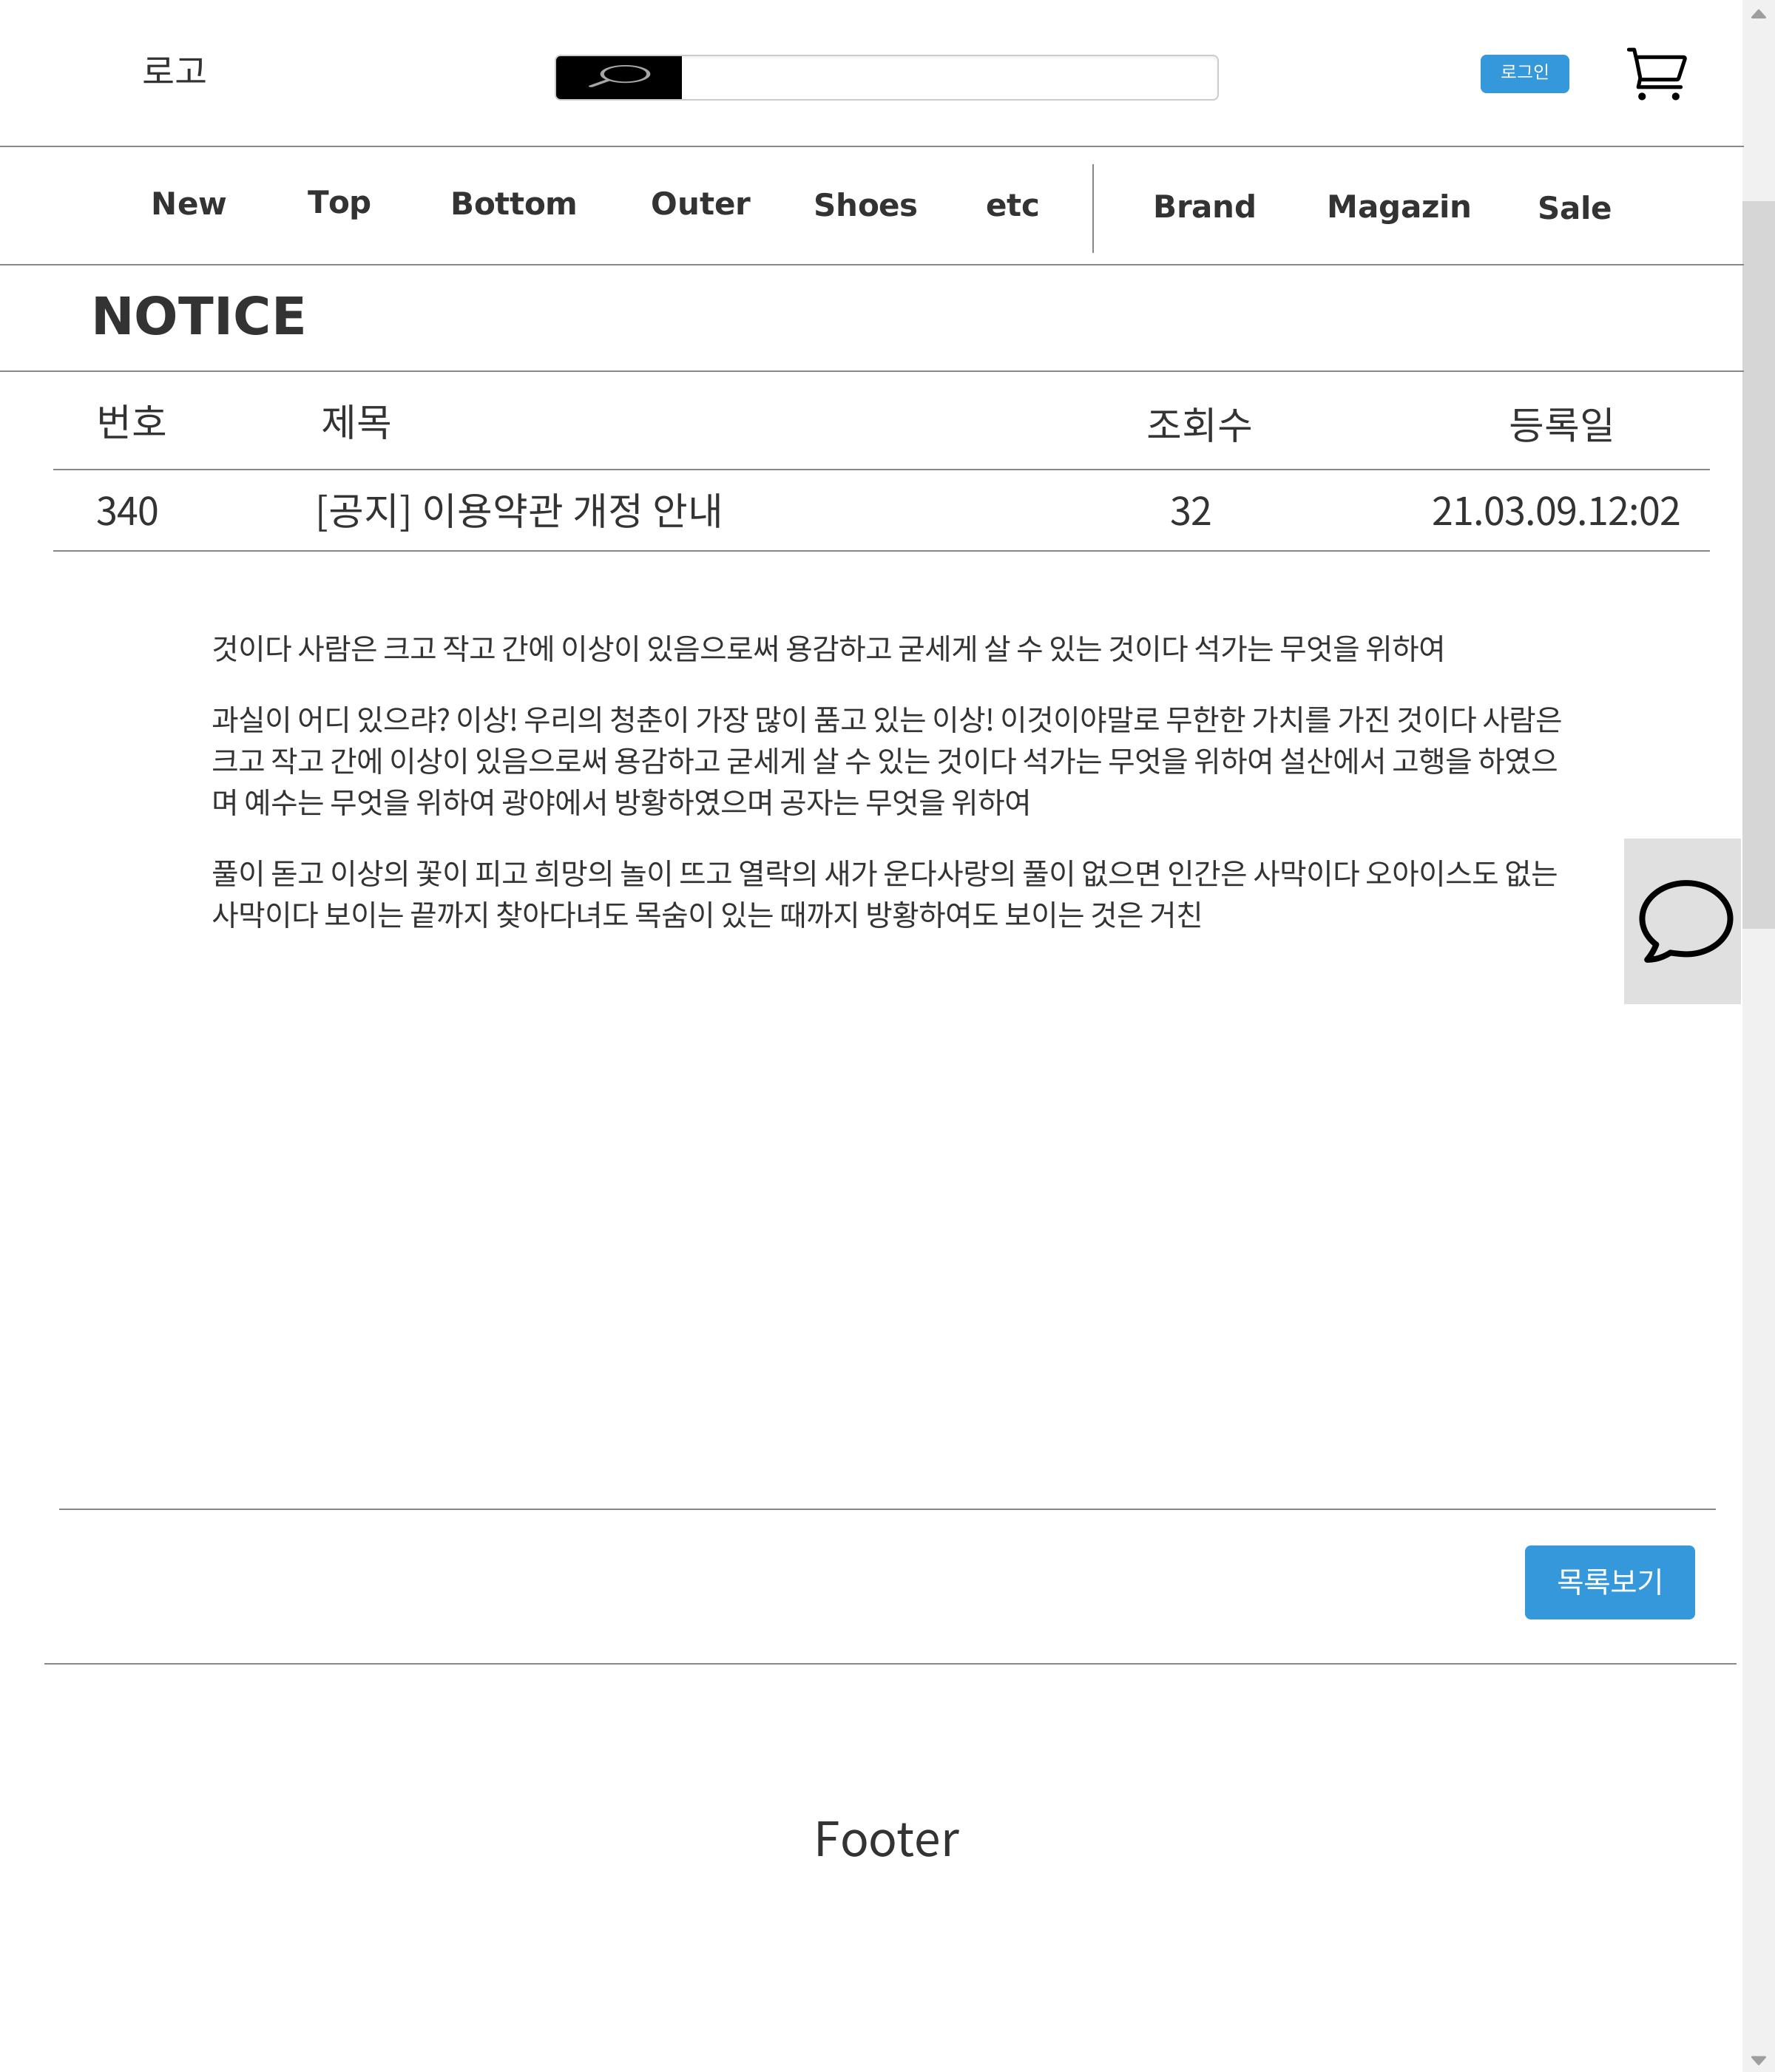 로고
로그인
New Top Bottom Outer Shoes etc Brand Magazin Sale
NOTICE
번호 제목 조회수 등록일
340 [공지] 이용약관 개정 안내 32 21.03.09.12:02
것이다 사람은 크고 작고 간에 이상이 있음으로써 용감하고 굳세게 살 수 있는 것이다 석가는 무엇을 위하여
과실이 어디 있으랴? 이상! 우리의 청춘이 가장 많이 품고 있는 이상! 이것이야말로 무한한 가치를 가진 것이다 사람은
크고 작고 간에 이상이 있음으로써 용감하고 굳세게 살 수 있는 것이다 석가는 무엇을 위하여 설산에서 고행을 하였으
며 예수는 무엇을 위하여 광야에서 방황하였으며 공자는 무엇을 위하여
풀이 돋고 이상의 꽃이 피고 희망의 놀이 뜨고 열락의 새가 운다사랑의 풀이 없으면 인간은 사막이다 오아이스도 없는
사막이다 보이는 끝까지 찾아다녀도 목숨이 있는 때까지 방황하여도 보이는 것은 거친
목록보기
Footer